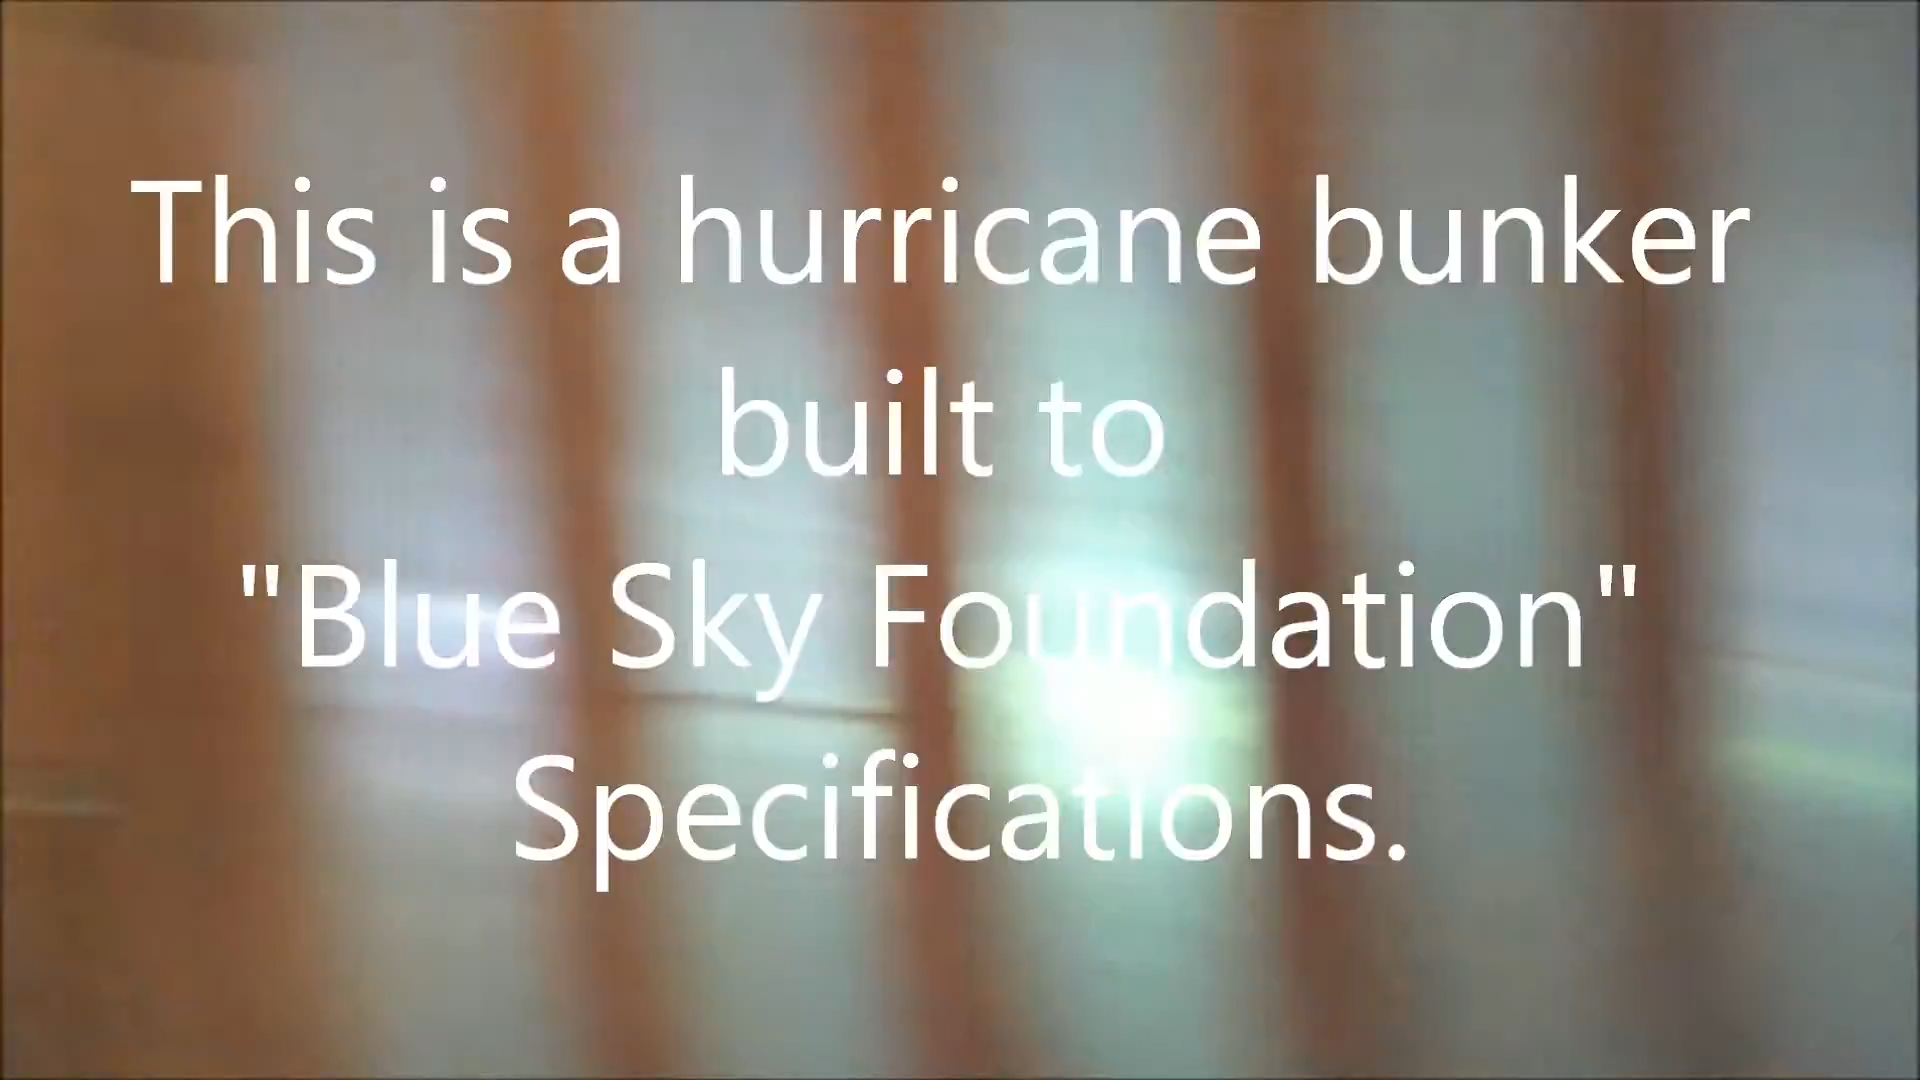 This is a hurricane bunker
built to
"Blue Sky Foundation"
Specifications.